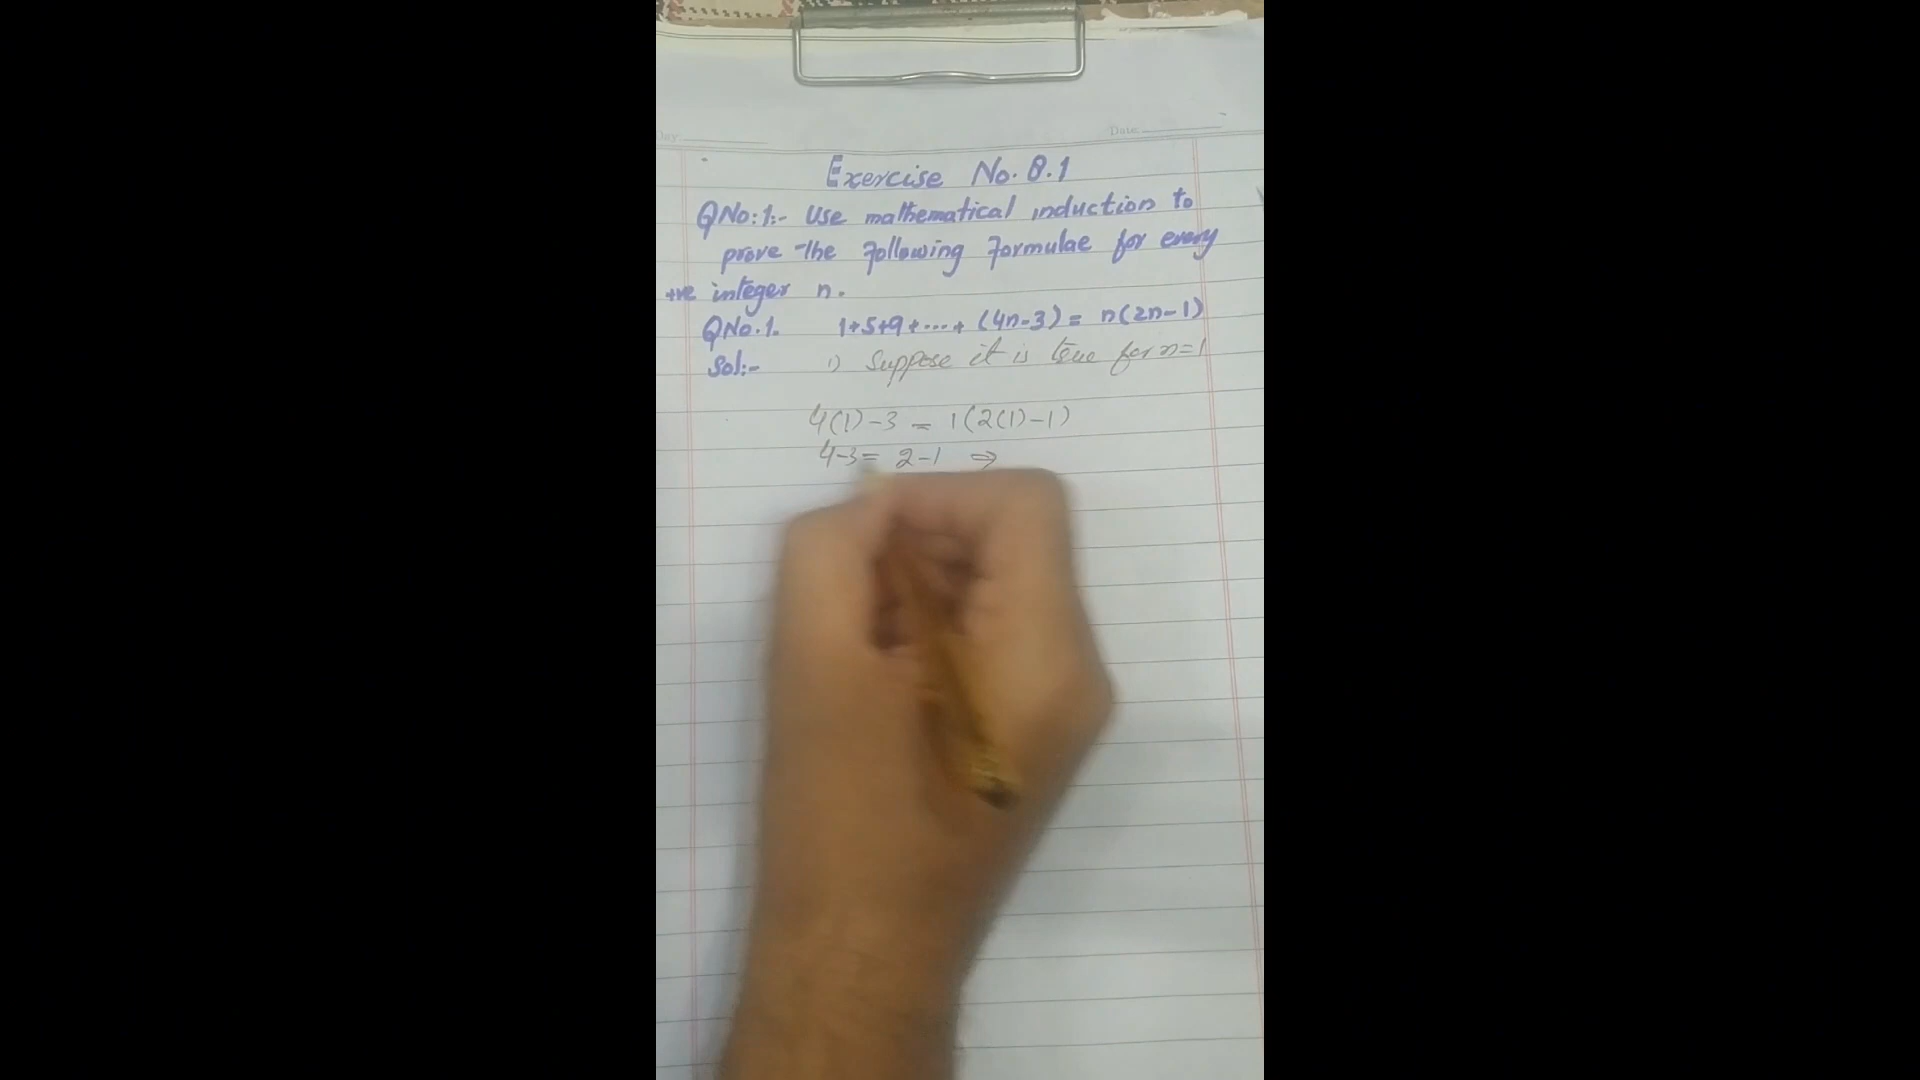 Day:
Date:
Exercise No. 8.1
QNo:1:- Use mathematical induction to
prove the following formulae for every
+ve integer n.
QNo.1. 1+5+9+...+(4n-3)= n(2n-1)
Sol:- 1) Suppose it is true for n=1
4(1)-3 = 1(2(1)-1)
4-3= 2-1 ⇒